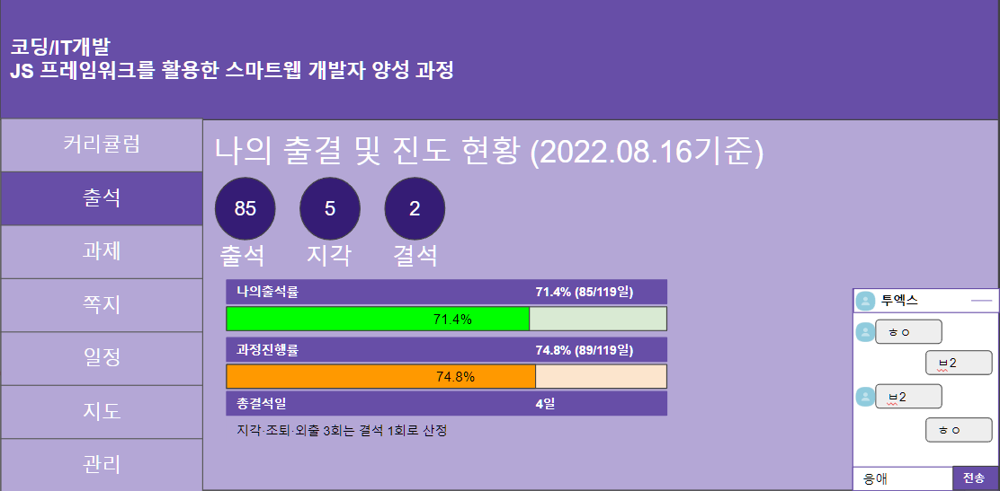 코딩/IT개발
JS 프레임워크를 활용한 스마트웹 개발자 양성 과정
커리큘럼
출석
과제
쪽지
일정
지도
관리
나의 출결 및 진도 현황 (2022.08.16기준)
85 5 2
출석 지각 결석
나의출석률 71.4% (85/119일)
71.4%
과정진행률 74.8% (89/119일)
74.8%
총결석일 4일
지각·조퇴·외출 3회는 결석 1회로 산정
투엑스
ㅎㅇ
ㅂ2
ㅂ2
ㅎㅇ
응애 전송